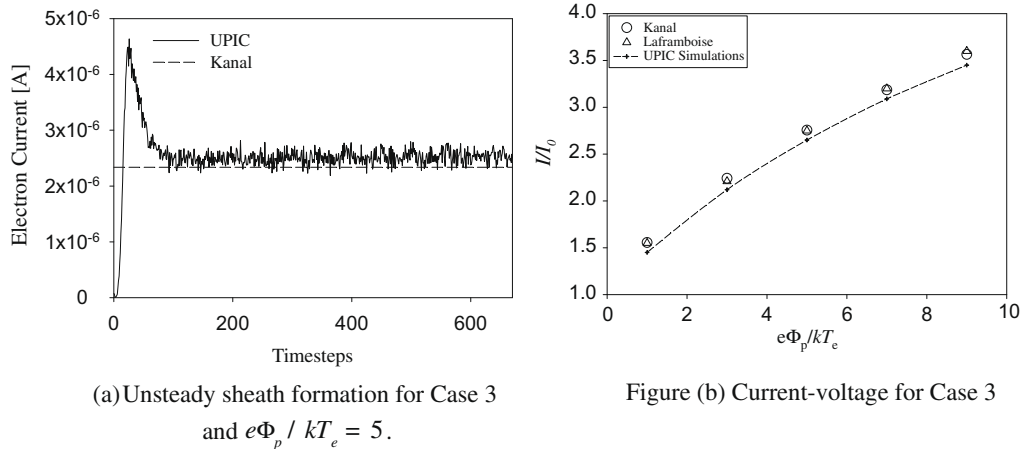 5x10-6
4x10-6
3x10-6
2x10-6
1x10-6
0
Electron Current [A]
UPIC
Kanal
0
200
400
600
Timesteps
(a) Unsteady sheath formation for Case 3
and eΦp / kTe = 5.
4.0
3.5
3.0
2.5
2.0
1.5
1.0
I/I0
Kanal
Laframboise
UPIC Simulations
0
2
4
6
8
10
eΦp/kTe
Figure (b) Current-voltage for Case 3